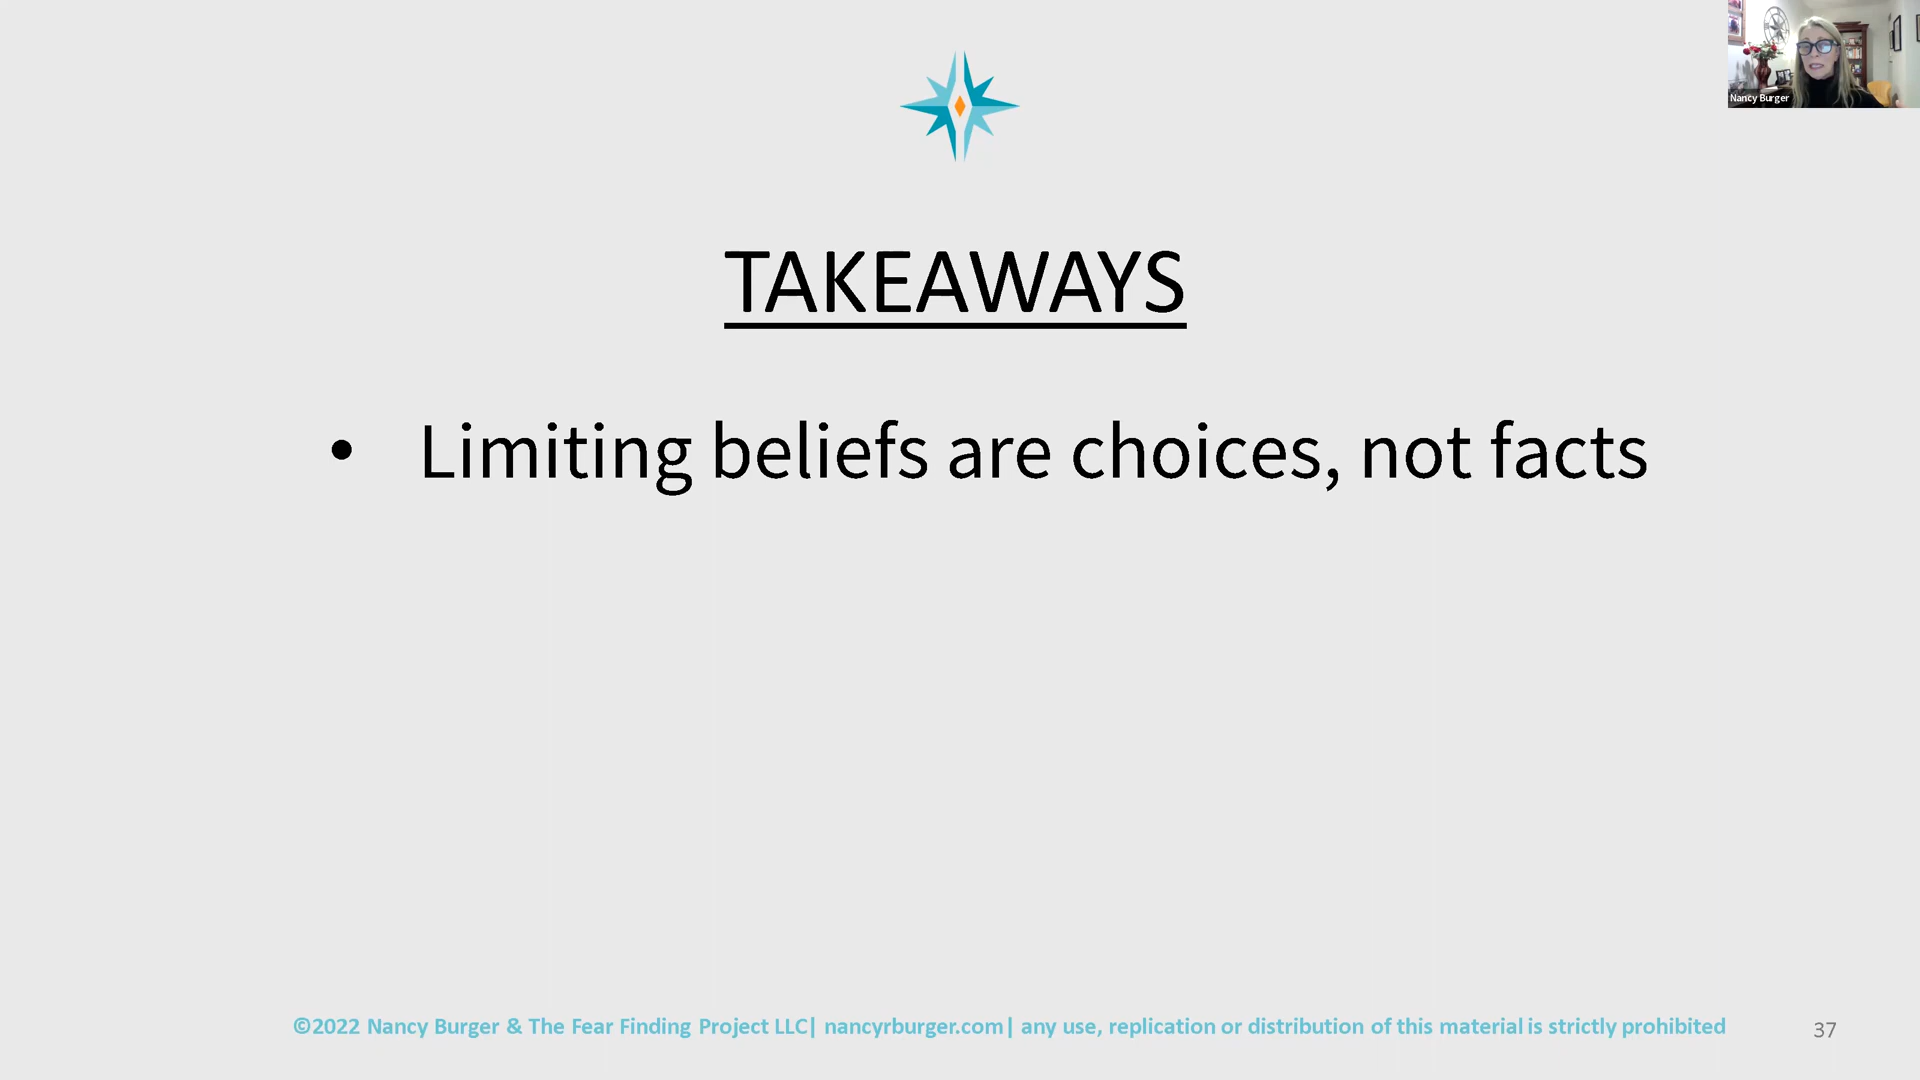 Nancy Burger
TAKEAWAYS
• Limiting beliefs are choices, not facts
©2022 Nancy Burger & The Fear Finding Project LLC| nancyrburger.com| any use, replication or distribution of this material is strictly prohibited
37